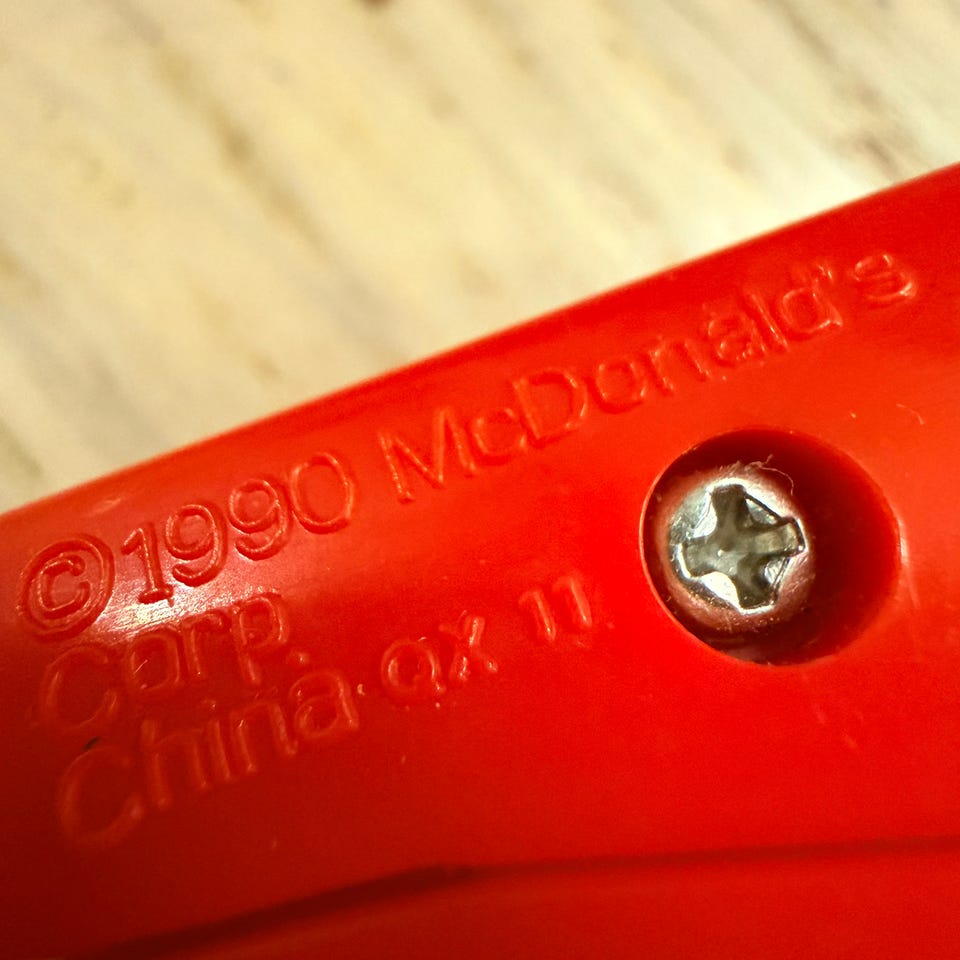 ©1990 McDonald's
Corp.
China QX 11